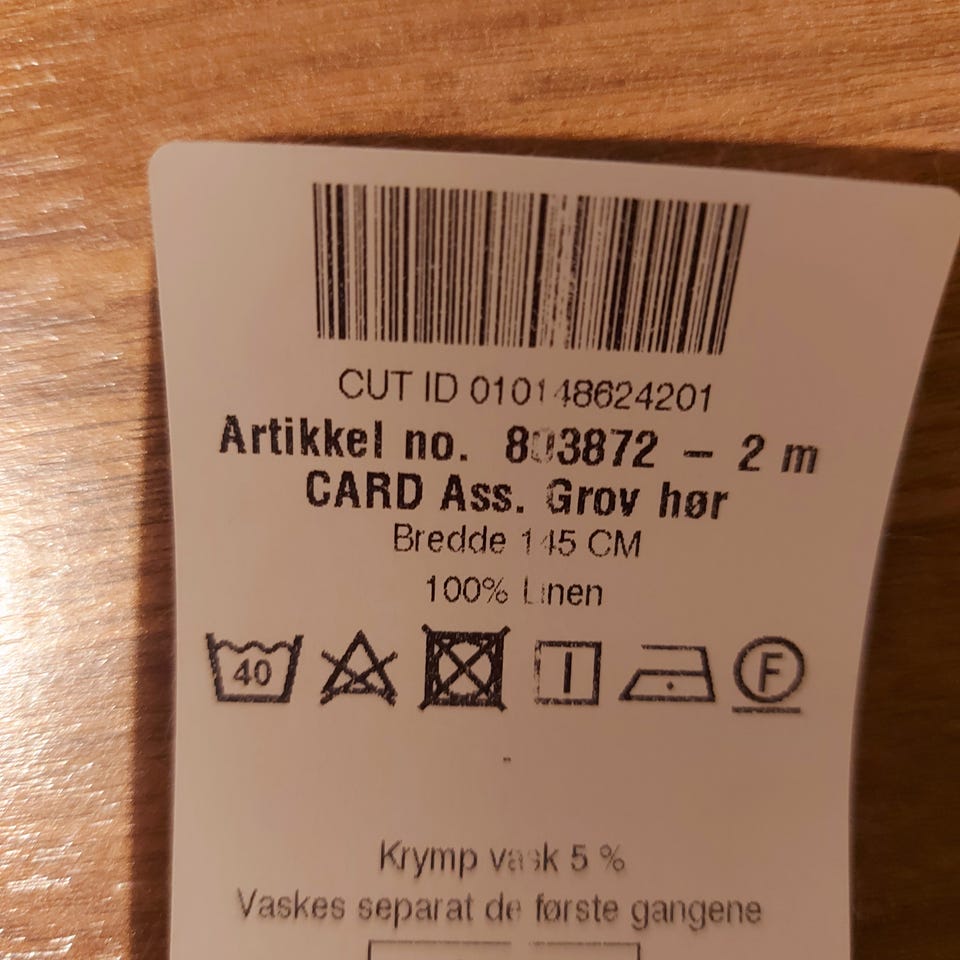 CUT ID 010148624201
Artikkel no. 803872 – 2 m
CARD Ass. Grov hør
Bredde 145 CM
100% Linen
40
F
Krymp vask 5 %
Vaskes separat de første gangene